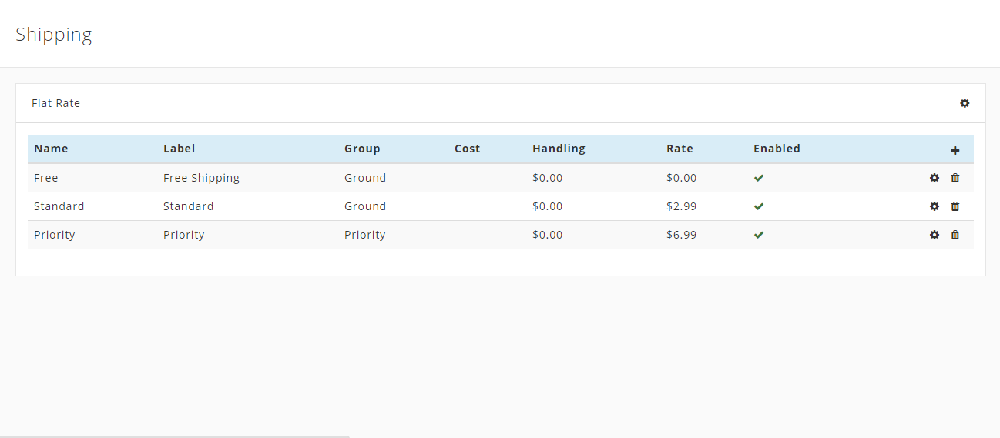 Shipping
Flat Rate
Name Label Group Cost Handling Rate Enabled
Free Free Shipping Ground $0.00 $0.00
Standard Standard Ground $0.00 $2.99
Priority Priority Priority $0.00 $6.99